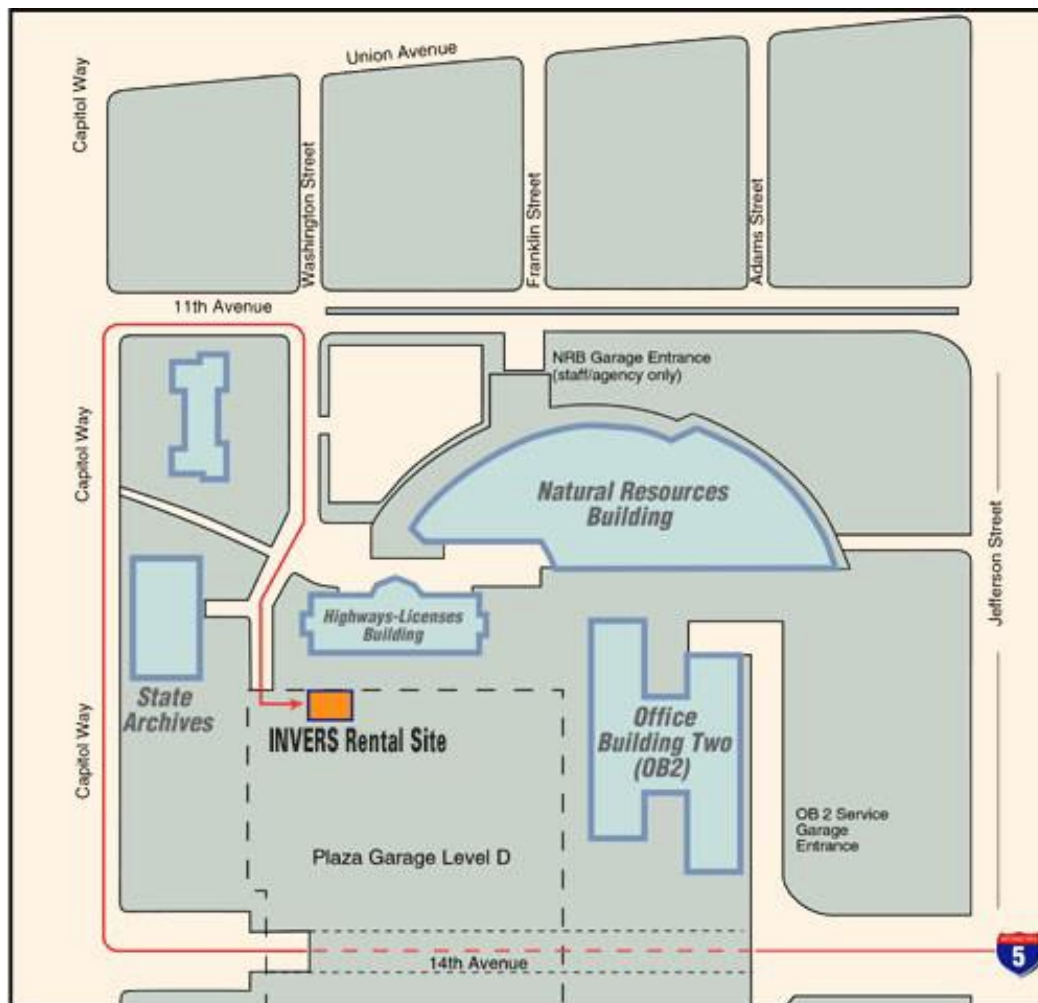 Union Avenue
Capitol Way
Washington Street
Franklin Street
Adams Street
11th Avenue
NRB Garage Entrance
(staff/agency only)
Capitol Way
Natural Resources
Building
Jefferson Street
Highways-Licenses
Building
State
Archives
INVERS Rental Site
Office
Building Two
(OB2)
Capitol Way
OB 2 Service
Garage
Entrance
Plaza Garage Level D
14th Avenue
5